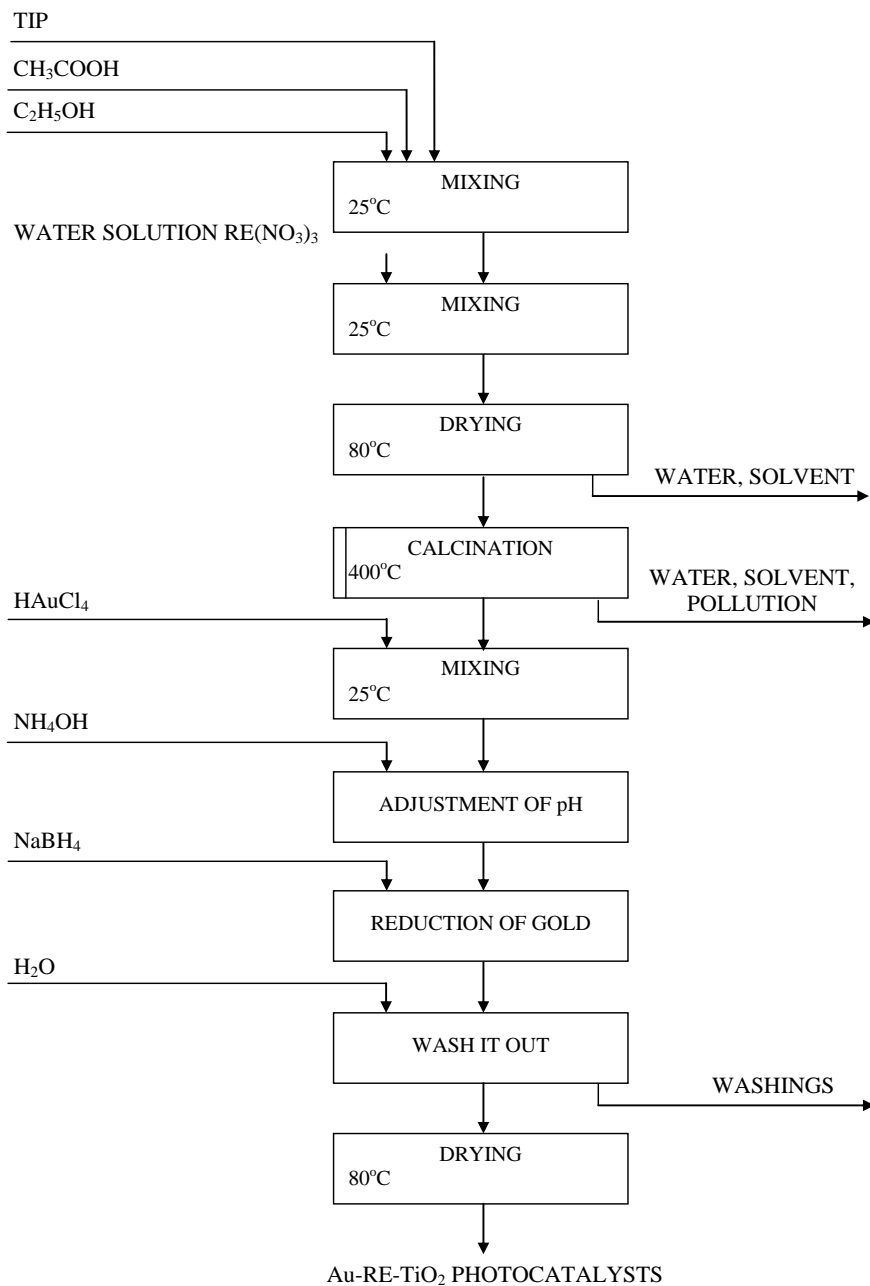 TIP
CH₃COOH
C₂H₅OH
MIXING
25°C
WATER SOLUTION RE(NO₃)₃
MIXING
25°C
DRYING
80°C
WATER, SOLVENT
CALCINATION
400°C
WATER, SOLVENT,
POLLUTION
HAuCl₄
MIXING
25°C
NH₄OH
ADJUSTMENT OF pH
NaBH₄
REDUCTION OF GOLD
H₂O
WASH IT OUT
WASHINGS
DRYING
80°C
Au-RE-TiO₂ PHOTOCATALYSTS